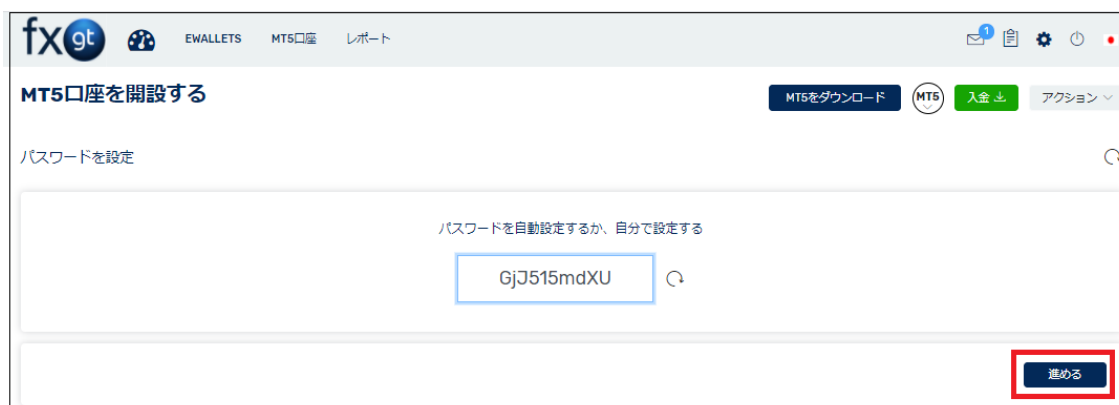 fxgt EWALLETS MT5口座 レポート 1
MT5口座を開設する MT5をダウンロード MT5 入金 アクション
パスワードを設定
パスワードを自動設定するか、自分で設定する
GjJ515mdXU
進める